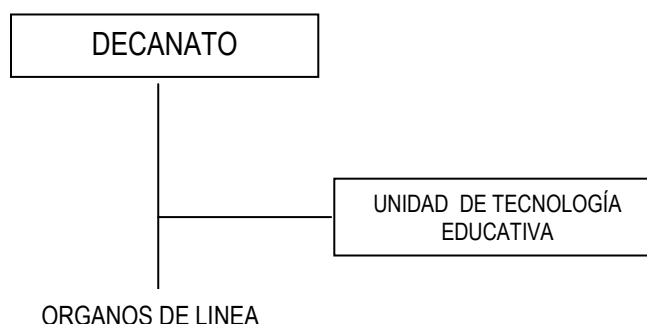 DECANATO
UNIDAD DE TECNOLOGÍA
EDUCATIVA
ORGANOS DE LINEA